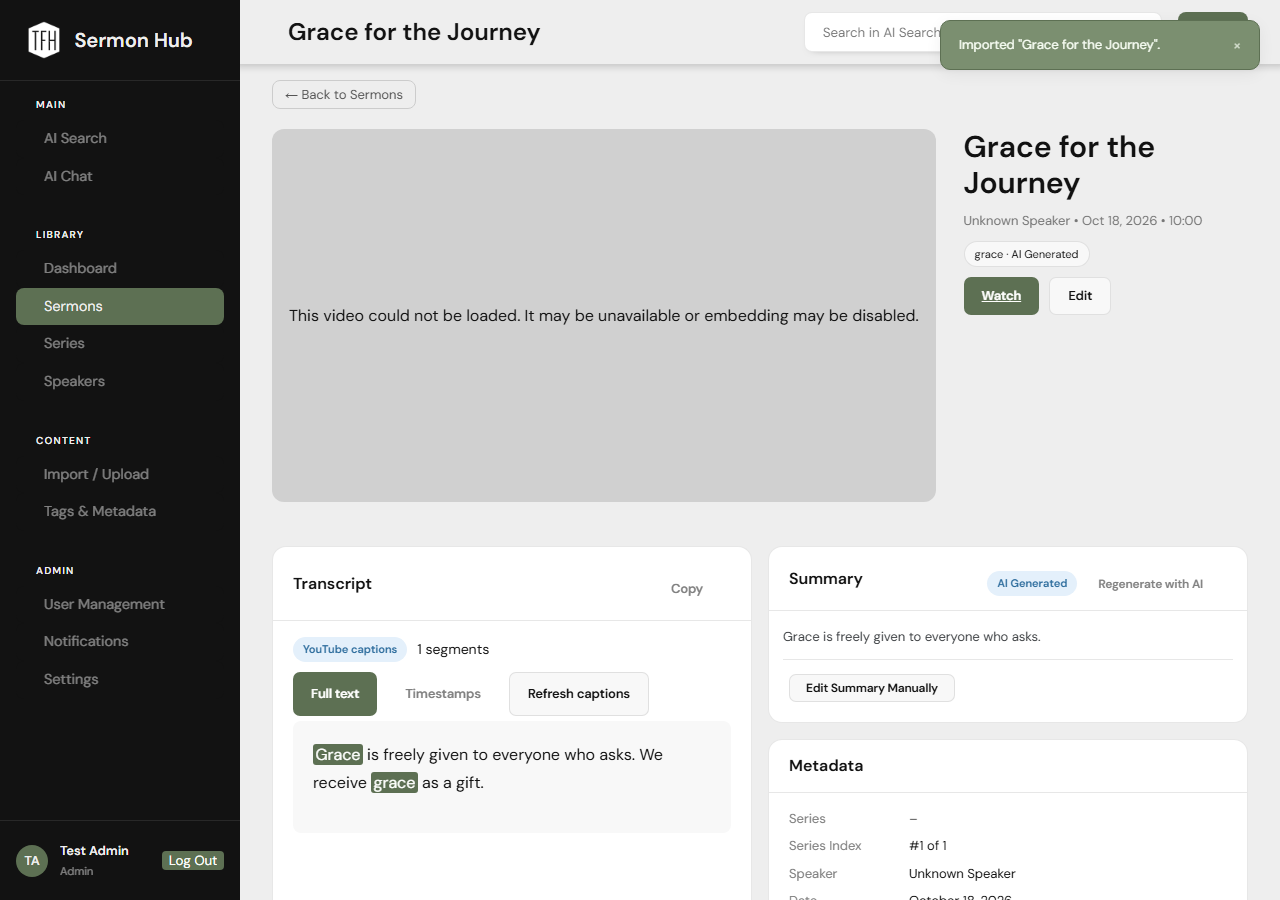 TFH
Sermon Hub
MAIN
AI Search
AI Chat
LIBRARY
Dashboard
Sermons
Series
Speakers
CONTENT
Import / Upload
Tags & Metadata
ADMIN
User Management
Notifications
Settings
TA
Test Admin
Admin
Log Out
Grace for the Journey
Search in AI Search
Imported "Grace for the Journey".
×
← Back to Sermons
This video could not be loaded. It may be unavailable or embedding may be disabled.
Grace for the
Journey
Unknown Speaker • Oct 18, 2026 • 10:00
grace · AI Generated
Watch
Edit
Transcript
Copy
YouTube captions
1 segments
Full text
Timestamps
Refresh captions
Grace is freely given to everyone who asks. We
receive grace as a gift.
Summary
AI Generated
Regenerate with AI
Grace is freely given to everyone who asks.
Edit Summary Manually
Metadata
Series
–
Series Index
#1 of 1
Speaker
Unknown Speaker
Date
October 18, 2026